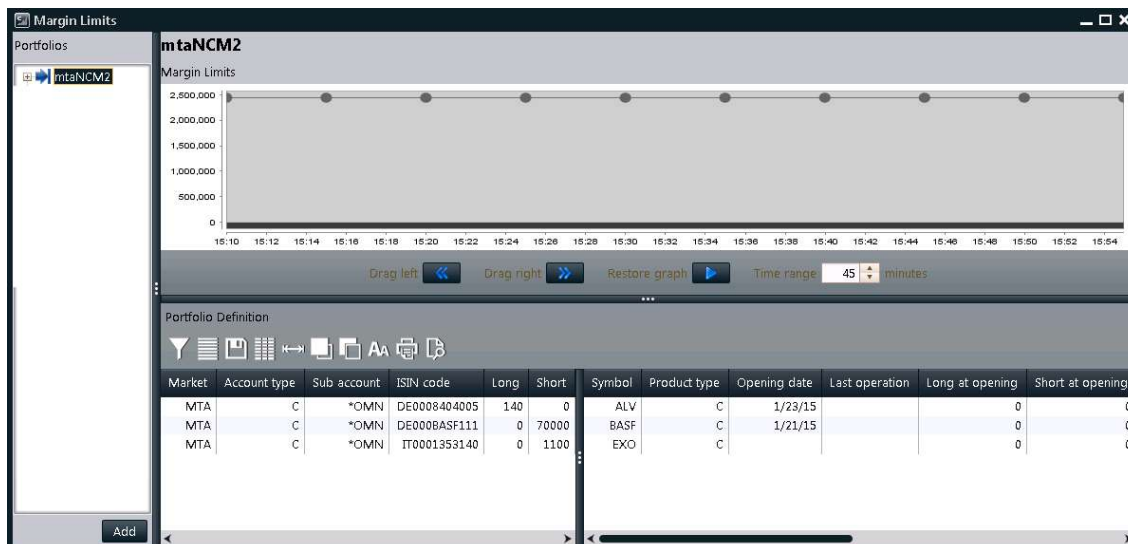 Margin Limits
Portfolios
mtaNCM2
mtaNCM2
Margin Limits
2,500,000
2,000,000
1,500,000
1,000,000
500,000
0
15:10 15:12 15:14 15:16 15:18 15:20 15:22 15:24 15:26 15:28 15:30 15:32 15:34 15:36 15:38 15:40 15:42 15:44 15:46 15:48 15:50 15:52 15:54
Drag left Drag right Restore graph Time range 45 minutes
Portfolio Definition
Market Account type Sub account ISIN code Long Short Symbol Product type Opening date Last operation Long at opening Short at opening
MTA C *OMN DE0008404005 140 0 ALV C 1/23/15 0 0
MTA C *OMN DE000BASF111 0 70000 BASF C 1/21/15 0 0
MTA C *OMN IT0001353140 0 1100 EXO C 0 0
Add